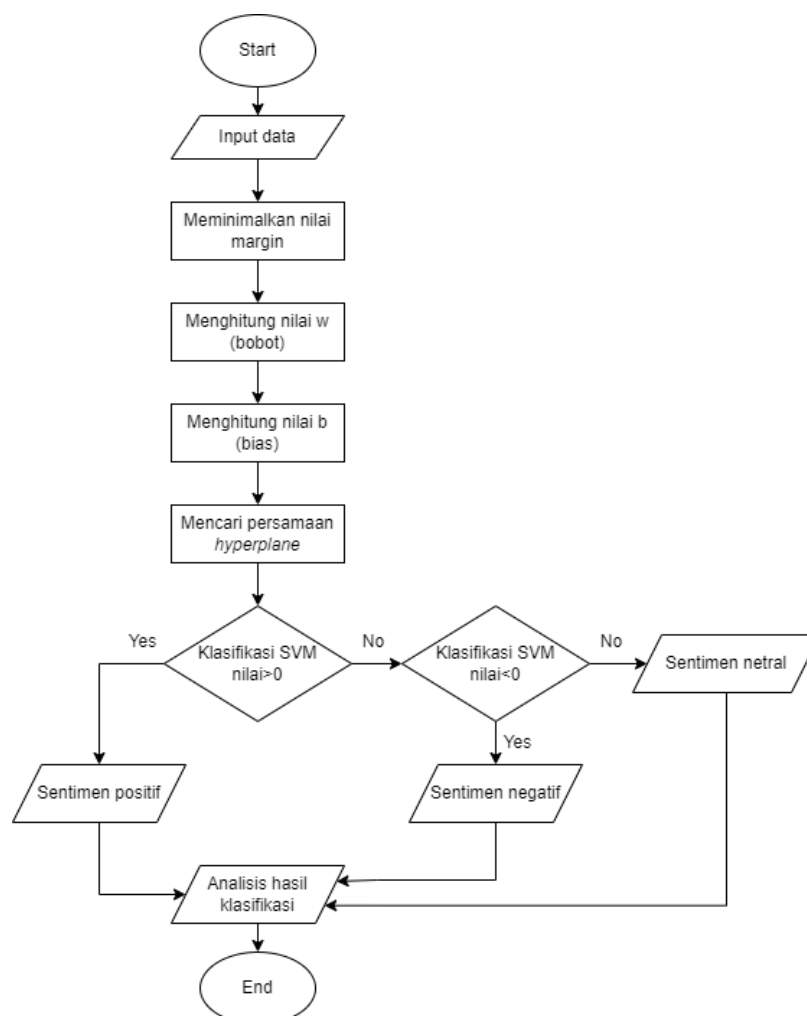 Start
Input data
Meminimalkan nilai
margin
Menghitung nilai w
(bobot)
Menghitung nilai b
(bias)
Mencari persamaan
hyperplane
Yes
Klasifikasi SVM
nilai>0
No
Klasifikasi SVM
nilai<0
No
Sentimen netral
Yes
Sentimen positif
Sentimen negatif
Analisis hasil
klasifikasi
End